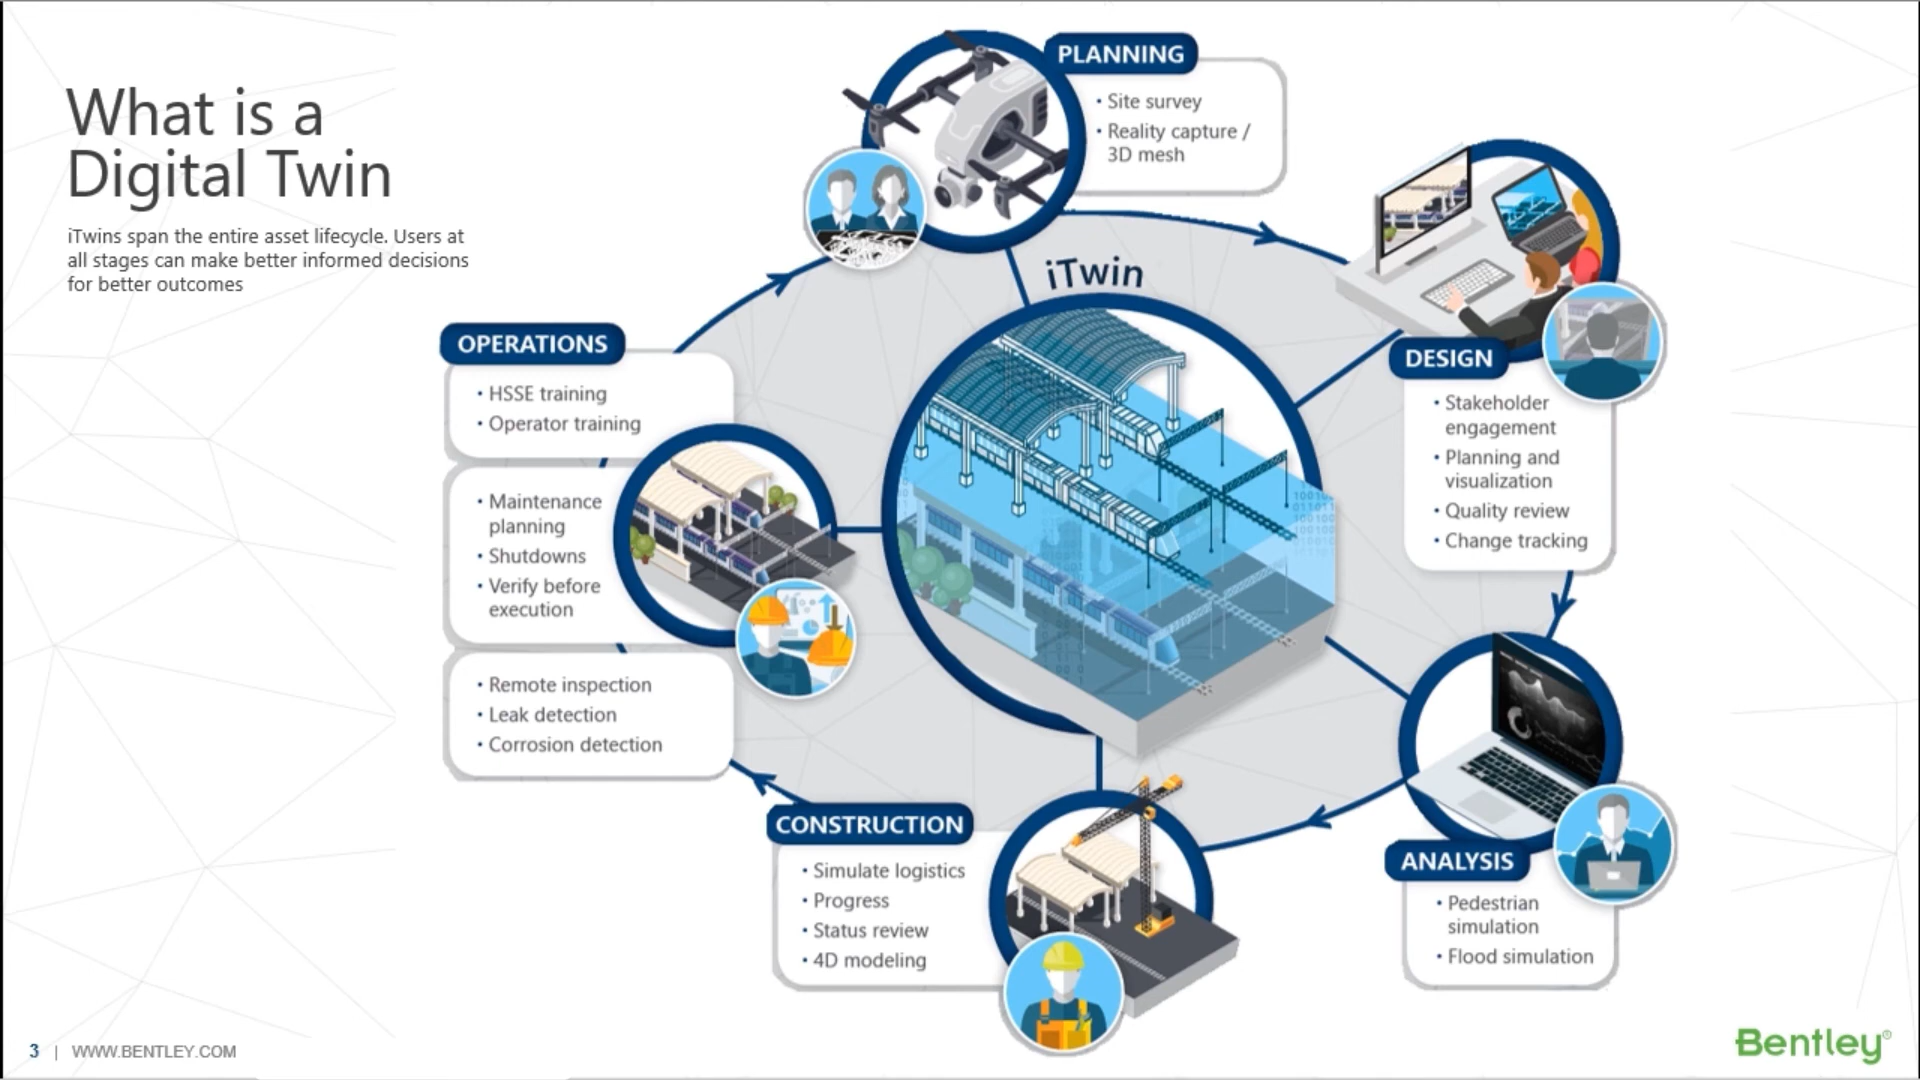 What is a
Digital Twin
iTwins span the entire asset lifecycle. Users at
all stages can make better informed decisions
for better outcomes
PLANNING
• Site survey
• Reality capture /
3D mesh
iTwin
DESIGN
• Stakeholder
engagement
• Planning and
visualization
• Quality review
• Change tracking
OPERATIONS
• HSSE training
• Operator training
• Maintenance
planning
• Shutdowns
• Verify before
execution
• Remote inspection
• Leak detection
• Corrosion detection
CONSTRUCTION
• Simulate logistics
• Progress
• Status review
• 4D modeling
ANALYSIS
• Pedestrian
simulation
• Flood simulation
3 | WWW.BENTLEY.COM
Bentley®